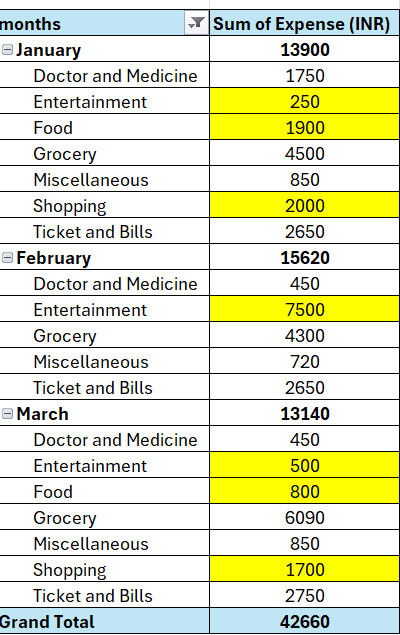 months Sum of Expense (INR)
January 13900
Doctor and Medicine 1750
Entertainment 250
Food 1900
Grocery 4500
Miscellaneous 850
Shopping 2000
Ticket and Bills 2650
February 15620
Doctor and Medicine 450
Entertainment 7500
Grocery 4300
Miscellaneous 720
Ticket and Bills 2650
March 13140
Doctor and Medicine 450
Entertainment 500
Food 800
Grocery 6090
Miscellaneous 850
Shopping 1700
Ticket and Bills 2750
Grand Total 42660